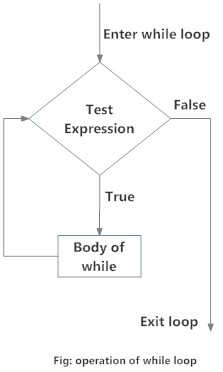 Enter while loop
Test
Expression
False
True
Body of
while
Exit loop
Fig: operation of while loop